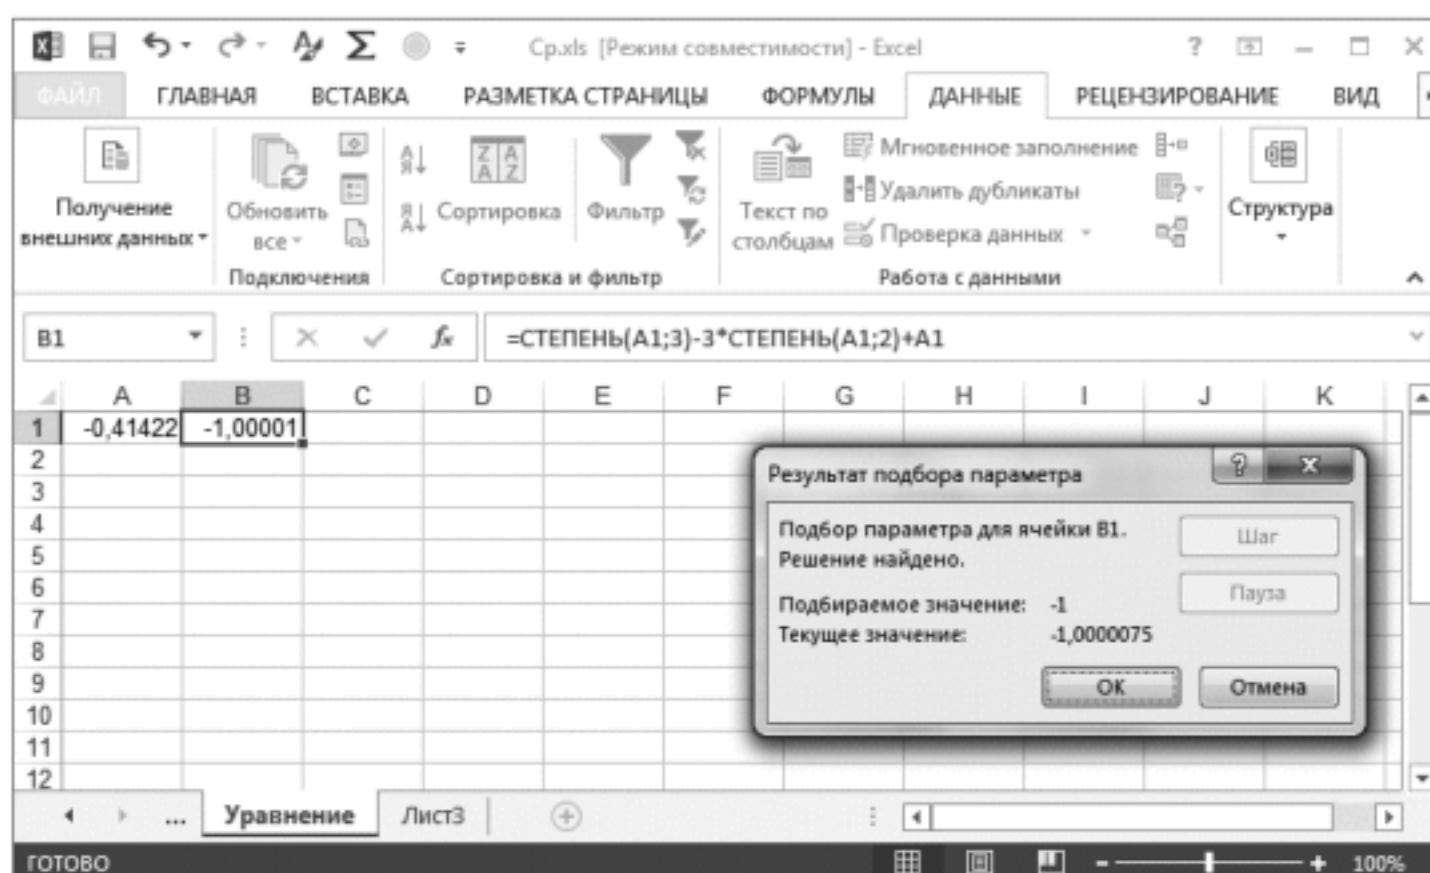 Cp.xls [Режим совместимости] - Excel
ФАЙЛ ГЛАВНАЯ ВСТАВКА РАЗМЕТКА СТРАНИЦЫ ФОРМУЛЫ ДАННЫЕ РЕЦЕНЗИРОВАНИЕ ВИД
Получение внешних данных
Обновить все
Подключения
Сортировка
Фильтр
Сортировка и фильтр
Текст по столбцам
Мгновенное заполнение
Удалить дубликаты
Проверка данных
Работа с данными
Структура
B1 fx =СТЕПЕНЬ(A1;3)-3*СТЕПЕНЬ(A1;2)+A1
A B C D E F G H I J K
1 -0,41422 -1,00001
2
3
4
5
6
7
8
9
10
11
12
Результат подбора параметра
Подбор параметра для ячейки B1.
Решение найдено.
Подбираемое значение: -1
Текущее значение: -1,0000075
Шаг
Пауза
ОК Отмена
... Уравнение Лист3
ГОТОВО 100%